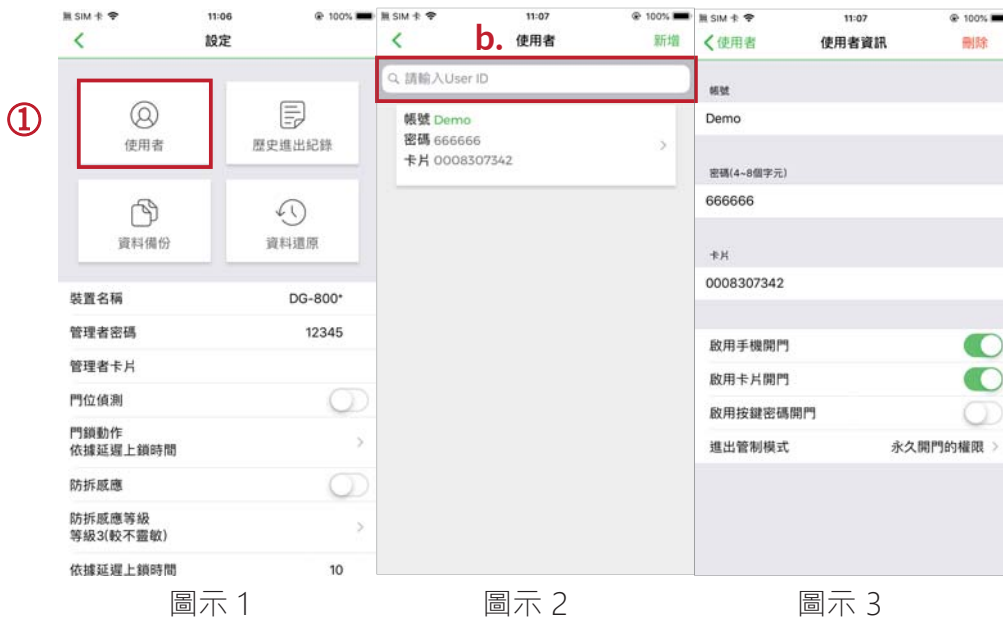 無 SIM 卡 11:06 100%
設定
①
使用者
歷史進出紀錄
資料備份
資料還原
裝置名稱 DG-800*
管理者密碼 12345
管理者卡片
門位偵測
門鎖動作
依據延遲上鎖時間
防拆感應
防拆感應等級
等級3(較不靈敏)
依據延遲上鎖時間 10
圖示 1
無 SIM 卡 11:07 100%
b. 使用者 新增
請輸入User ID
帳號 Demo
密碼 666666
卡片 0008307342
圖示 2
無 SIM 卡 11:07 100%
使用者 使用者資訊 刪除
帳號
Demo
密碼(4~8個字元)
666666
卡片
0008307342
啟用手機開門
啟用卡片開門
啟用按鍵密碼開門
進出管制模式 永久開門的權限
圖示 3